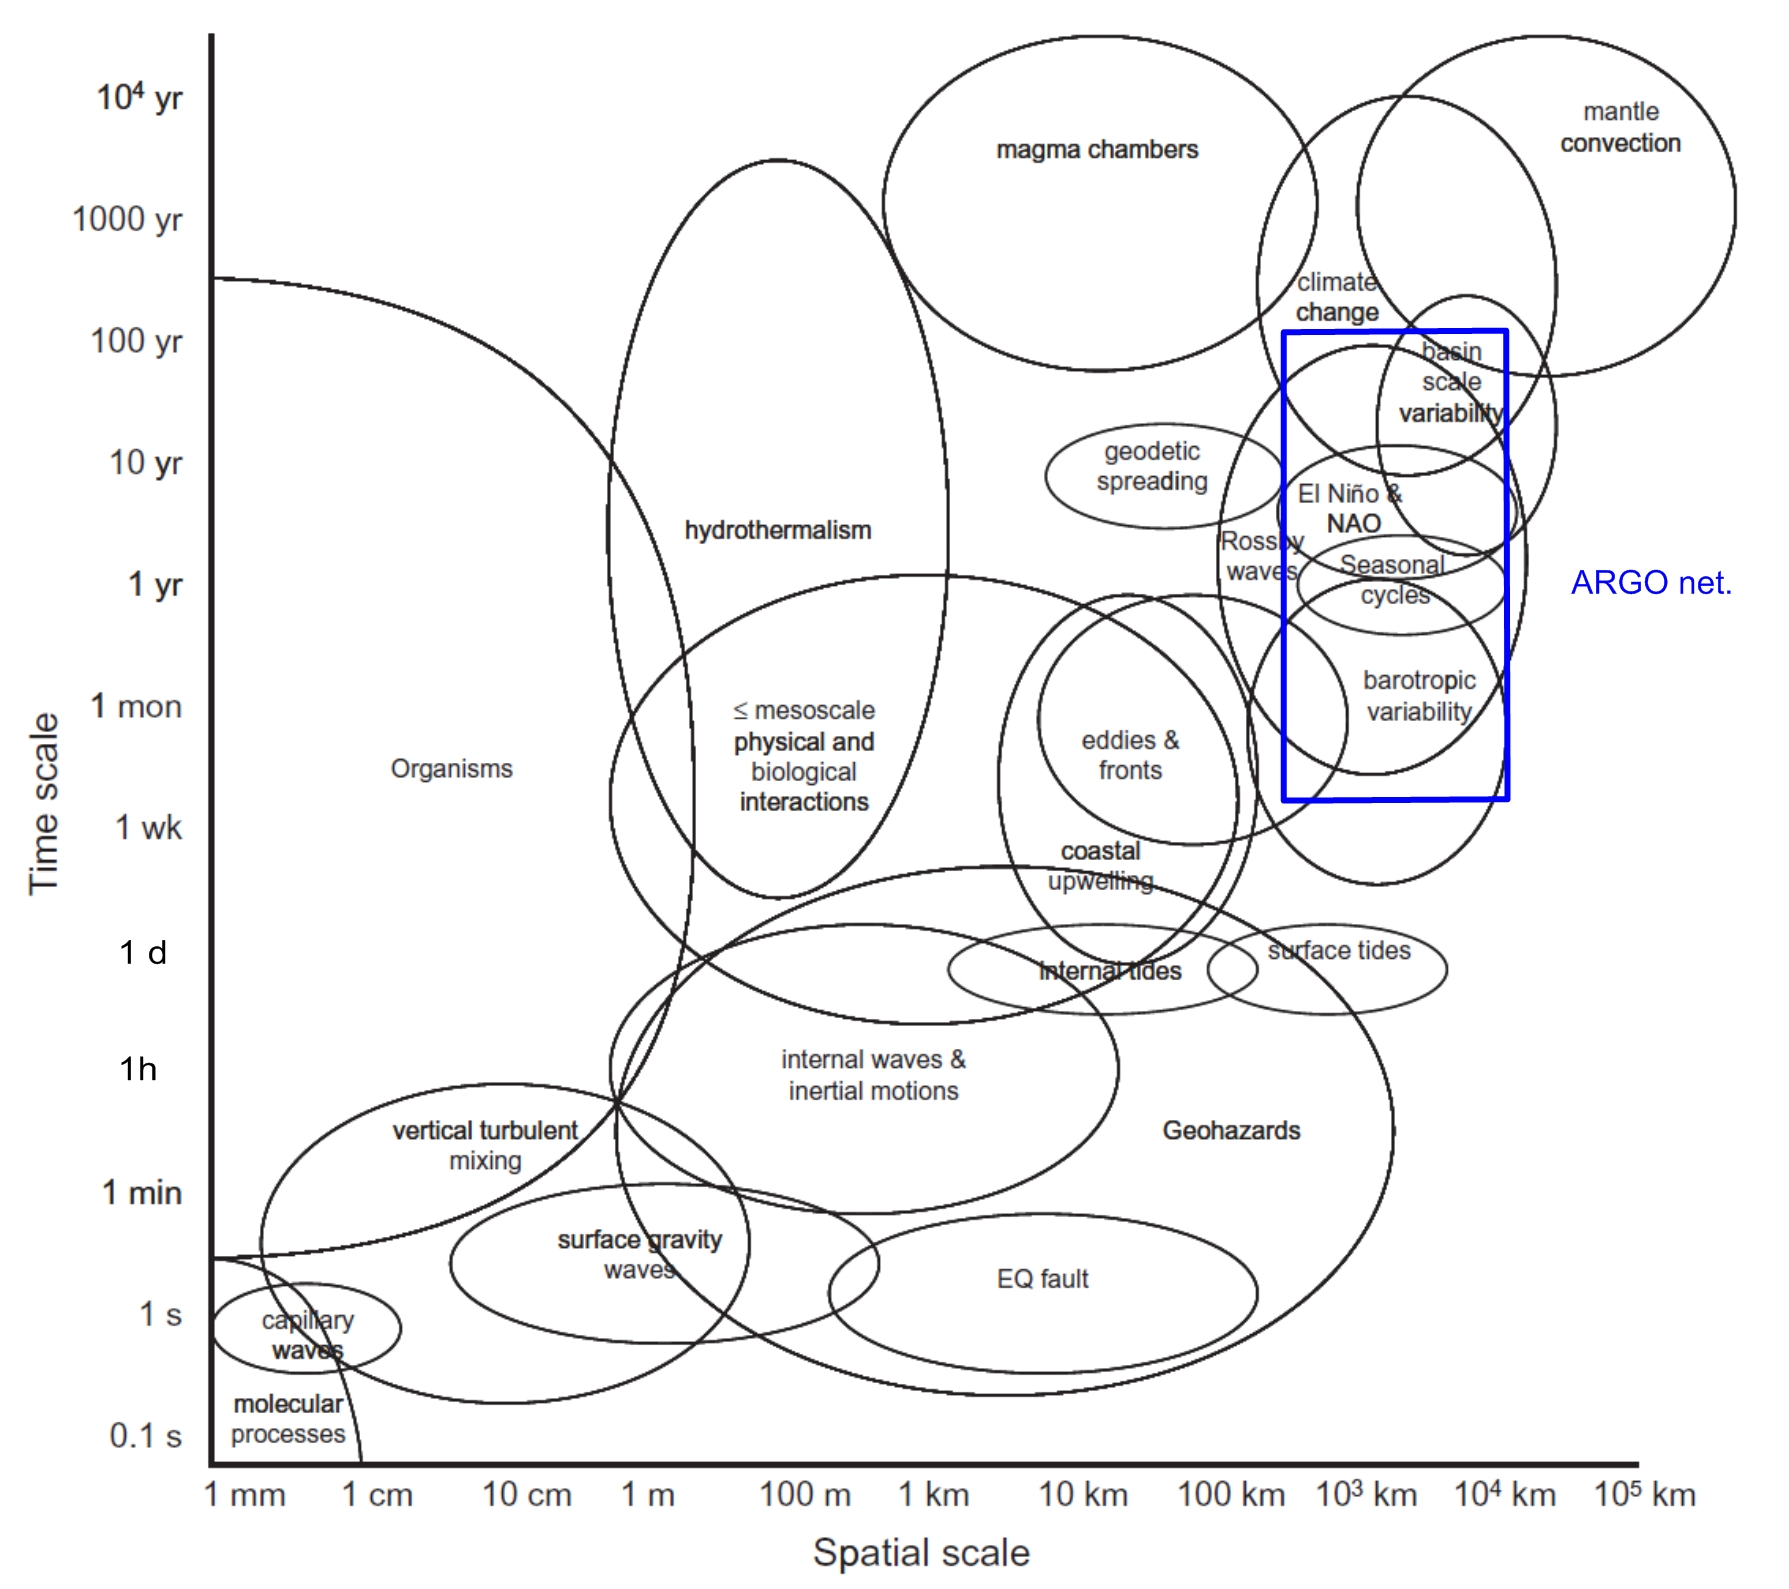 10⁴ yr
1000 yr
100 yr
10 yr
1 yr
1 mon
1 wk
1 d
1h
1 min
1 s
0.1 s
Time scale
magma chambers
mantle
convection
climate
change
basin
scale
variability
geodetic
spreading
El Niño &
NAO
hydrothermalism
Rossby
waves
Seasonal
cycles
ARGO net.
barotropic
variability
≤ mesoscale
physical and
biological
interactions
eddies &
fronts
Organisms
coastal
upwelling
internal tides
surface tides
internal waves &
inertial motions
vertical turbulent
mixing
Geohazards
surface gravity
waves
EQ fault
capillary
waves
molecular
processes
1 mm 1 cm 10 cm 1 m 100 m 1 km 10 km 100 km 10³ km 10⁴ km 10⁵ km
Spatial scale